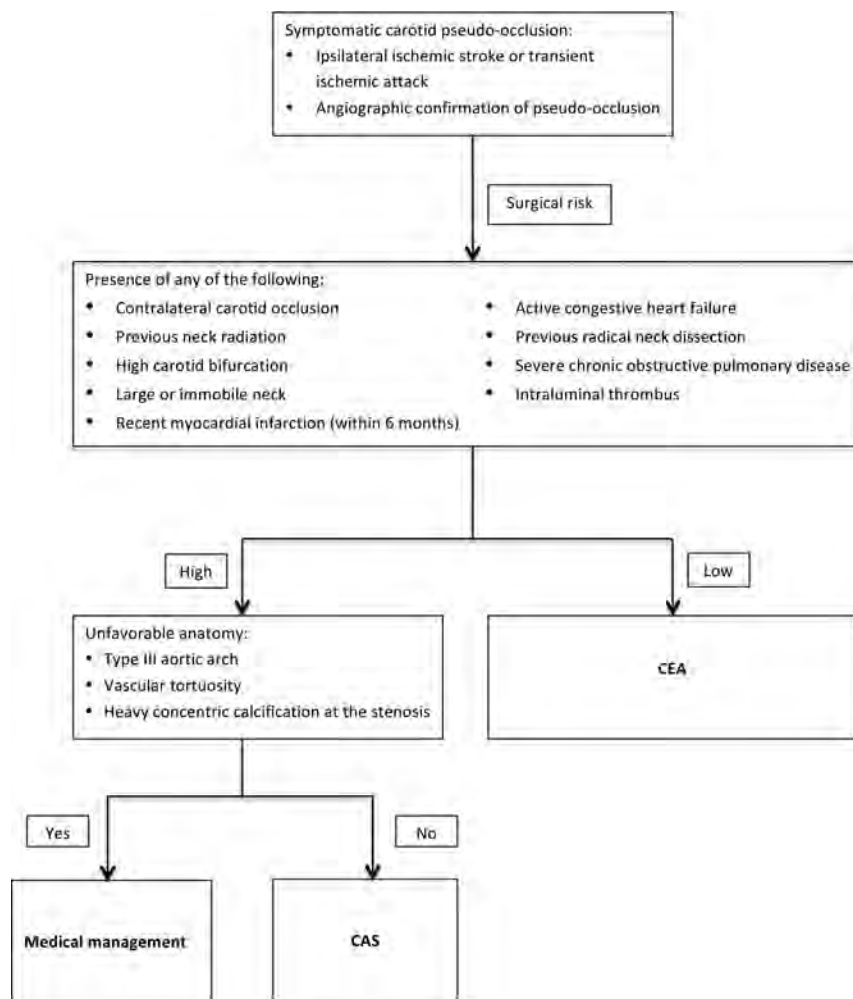 Symptomatic carotid pseudo-occlusion:
• Ipsilateral ischemic stroke or transient
ischemic attack
• Angiographic confirmation of pseudo-occlusion
Surgical risk
Presence of any of the following:
• Contralateral carotid occlusion
• Previous neck radiation
• High carotid bifurcation
• Large or immobile neck
• Recent myocardial infarction (within 6 months)
• Active congestive heart failure
• Previous radical neck dissection
• Severe chronic obstructive pulmonary disease
• Intraluminal thrombus
High
Low
Unfavorable anatomy:
• Type III aortic arch
• Vascular tortuosity
• Heavy concentric calcification at the stenosis
CEA
Yes
No
Medical management
CAS